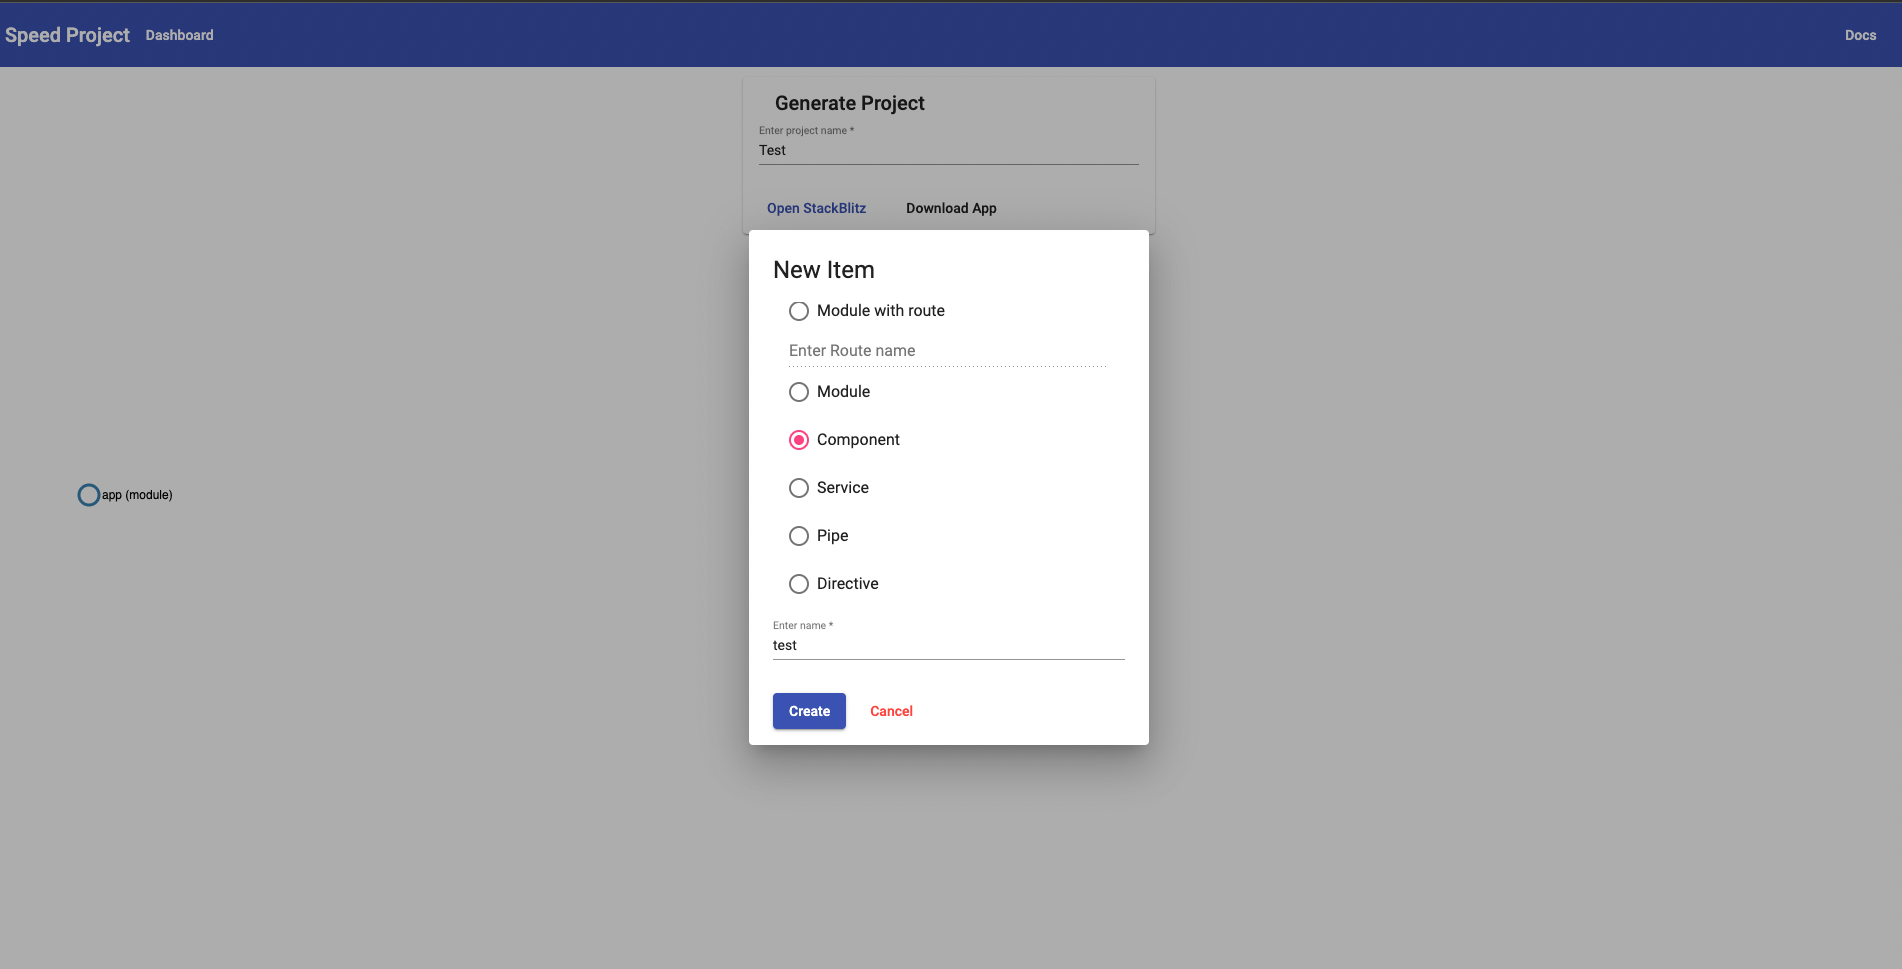 Speed Project Dashboard Docs
Generate Project
Enter project name *
Test
Open StackBlitz Download App
New Item
Module with route
Enter Route name
Module
Component
app (module)
Service
Pipe
Directive
Enter name *
test
Create Cancel